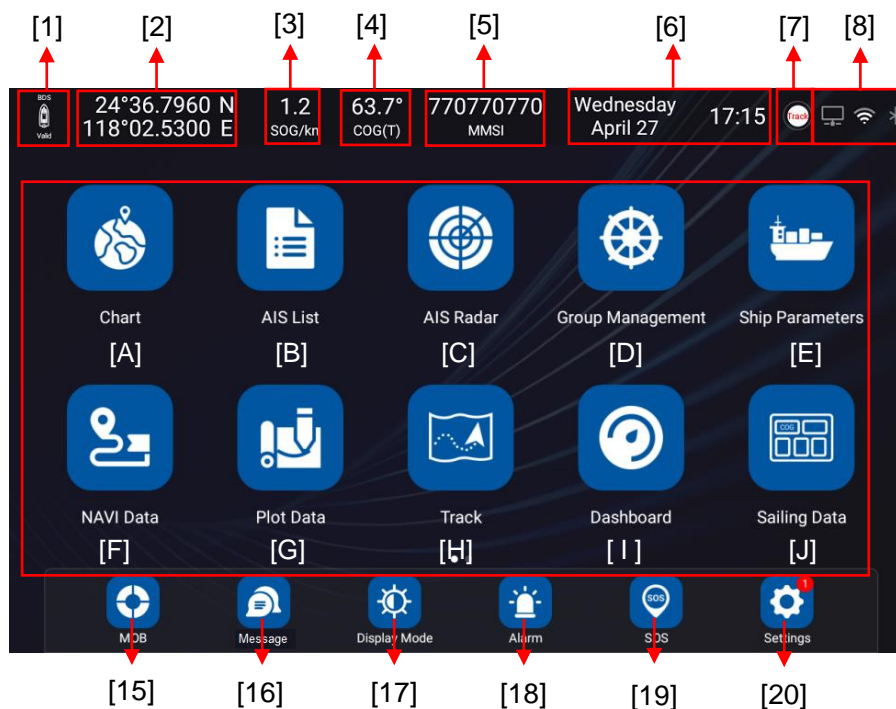 [1] [2] [3] [4] [5] [6] [7] [8]
BDS
Valid
24°36.7960 N
118°02.5300 E
1.2
SOG/kn
63.7°
COG(T)
770770770
MMSI
Wednesday
April 27
17:15
Track
Chart AIS List AIS Radar Group Management Ship Parameters
[A] [B] [C] [D] [E]
COG
NAVI Data Plot Data Track Dashboard Sailing Data
[F] [G] [H] [ I ] [J]
SOS
1
MOB Message Display Mode Alarm SOS Settings
[15] [16] [17] [18] [19] [20]